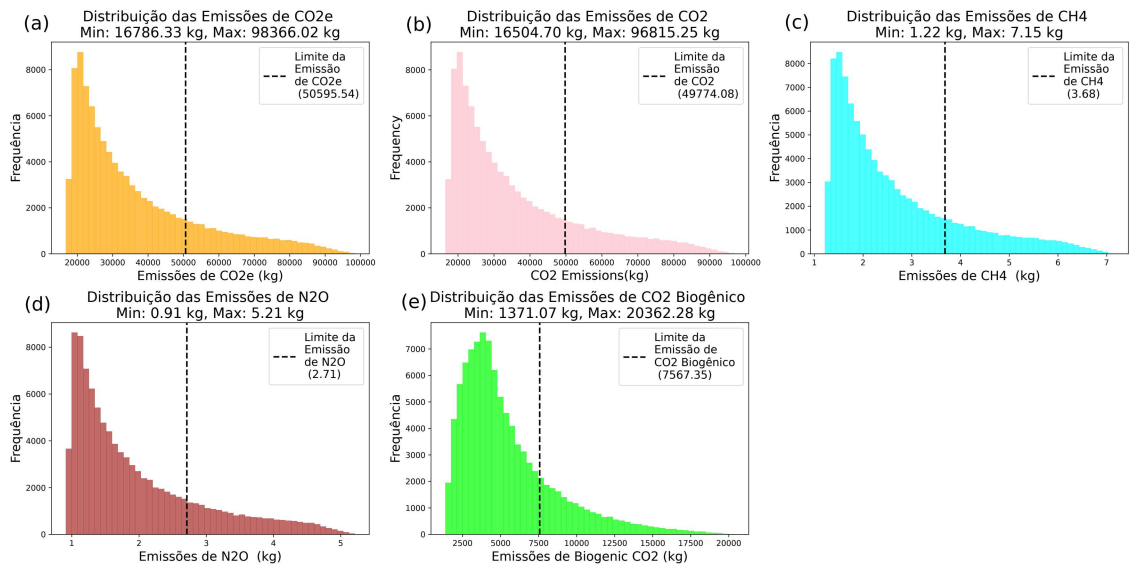 (a)
Distribuição das Emissões de CO2e
Min: 16786.33 kg, Max: 98366.02 kg
Limite da
Emissão
de CO2e
(50595.54)
8000
6000
4000
2000
0
Frequência
20000 30000 40000 50000 60000 70000 80000 90000 100000
Emissões de CO2e (kg)
(b)
Distribuição das Emissões de CO2
Min: 16504.70 kg, Max: 96815.25 kg
Limite da
Emissão
de CO2
(49774.08)
8000
6000
4000
2000
0
Frequency
20000 30000 40000 50000 60000 70000 80000 90000 100000
CO2 Emissions(kg)
(c)
Distribuição das Emissões de CH4
Min: 1.22 kg, Max: 7.15 kg
Limite da
Emissão
de CH4
(3.68)
8000
7000
6000
5000
4000
3000
2000
1000
0
Frequência
1 2 3 4 5 6 7
Emissões de CH4 (kg)
(d)
Distribuição das Emissões de N2O
Min: 0.91 kg, Max: 5.21 kg
Limite da
Emissão
de N2O
(2.71)
8000
6000
4000
2000
0
Frequência
1 2 3 4 5
Emissões de N2O (kg)
(e)
Distribuição das Emissões de CO2 Biogênico
Min: 1371.07 kg, Max: 20362.28 kg
Limite da
Emissão de
CO2 Biogênico
(7567.35)
7000
6000
5000
4000
3000
2000
1000
0
Frequência
2500 5000 7500 10000 12500 15000 17500 20000
Emissões de Biogenic CO2 (kg)